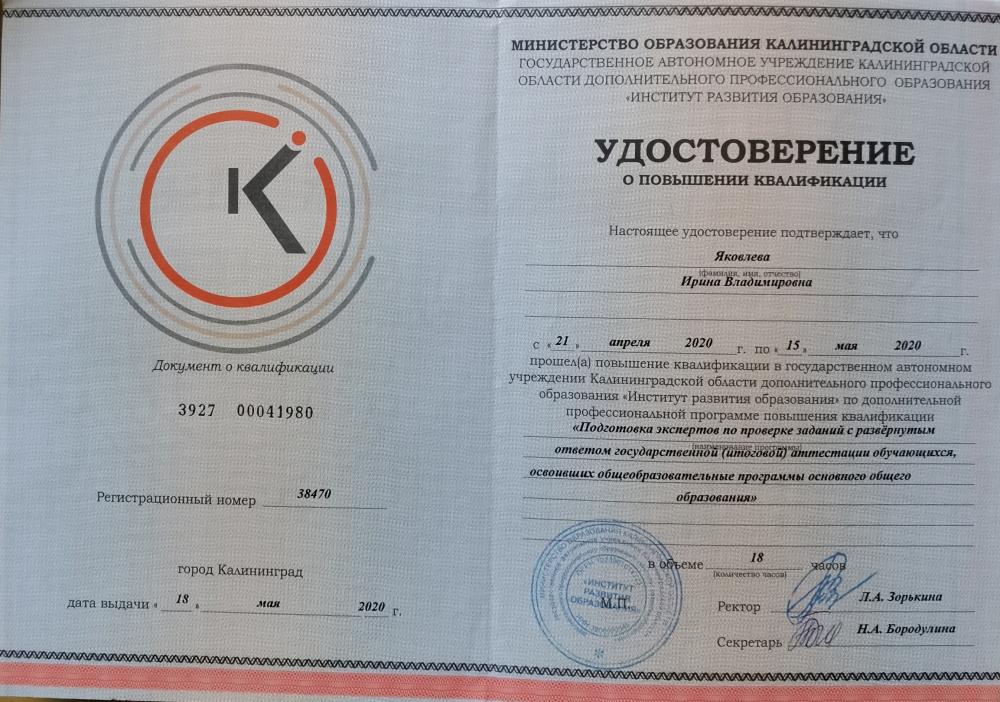 К
Документ о квалификации
3927 00041980
Регистрационный номер 38470
город Калининград
дата выдачи « 18 » мая 2020 г.
МИНИСТЕРСТВО ОБРАЗОВАНИЯ КАЛИНИНГРАДСКОЙ ОБЛАСТИ
ГОСУДАРСТВЕННОЕ АВТОНОМНОЕ УЧРЕЖДЕНИЕ КАЛИНИНГРАДСКОЙ
ОБЛАСТИ ДОПОЛНИТЕЛЬНОГО ПРОФЕССИОНАЛЬНОГО ОБРАЗОВАНИЯ
«ИНСТИТУТ РАЗВИТИЯ ОБРАЗОВАНИЯ»
УДОСТОВЕРЕНИЕ
О ПОВЫШЕНИИ КВАЛИФИКАЦИИ
Настоящее удостоверение подтверждает, что
Яковлева
(фамилия, имя, отчество)
Ирина Владимировна
с « 21 » апреля 2020 г. по « 15 » мая 2020 г.
прошел(а) повышение квалификации в государственном автономном
учреждении Калининградской области дополнительного профессионального
образования «Институт развития образования» по дополнительной
профессиональной программе повышения квалификации
«Подготовка экспертов по проверке заданий с развёрнутым
(наименование программы)
ответом государственной (итоговой) аттестации обучающихся,
освоивших общеобразовательные программы основного общего
образования»
в объеме 18 часов
(количество часов)
«ИНСТИТУТ
РАЗВИТИЯ
ОБРАЗОВАНИЯ»
М.П.
Ректор Л.А. Зорькина
Секретарь Н.А. Бородулина